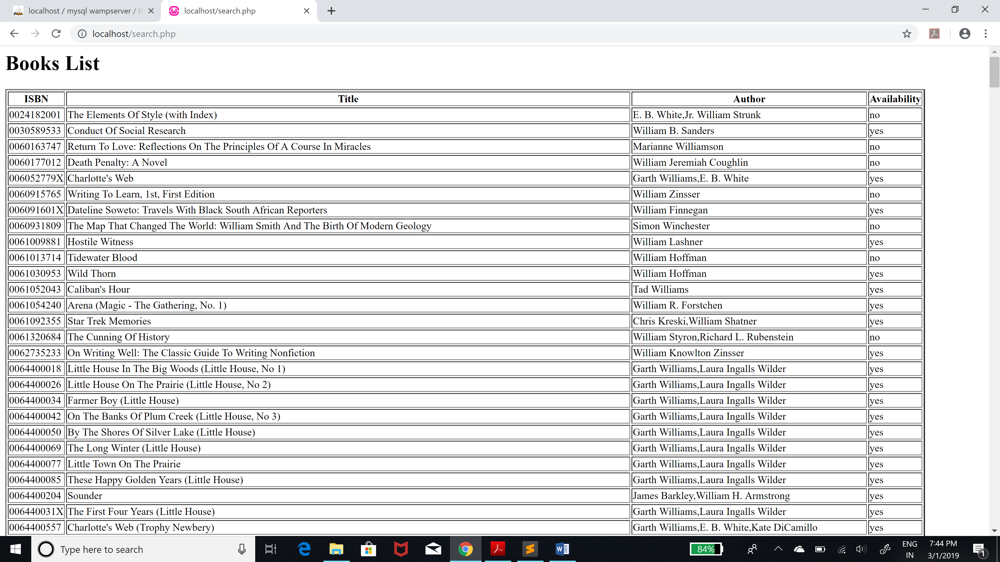 localhost / mysql wampserver / li
localhost/search.php
localhost/search.php
Books List
ISBN Title Author Availability
0024182001 The Elements Of Style (with Index) E. B. White,Jr. William Strunk no
0030589533 Conduct Of Social Research William B. Sanders yes
0060163747 Return To Love: Reflections On The Principles Of A Course In Miracles Marianne Williamson no
0060177012 Death Penalty: A Novel William Jeremiah Coughlin no
006052779X Charlotte's Web Garth Williams,E. B. White yes
0060915765 Writing To Learn, 1st, First Edition William Zinsser no
006091601X Dateline Soweto: Travels With Black South African Reporters William Finnegan yes
0060931809 The Map That Changed The World: William Smith And The Birth Of Modern Geology Simon Winchester no
0061009881 Hostile Witness William Lashner yes
0061013714 Tidewater Blood William Hoffman no
0061030953 Wild Thorn William Hoffman yes
0061052043 Caliban's Hour Tad Williams yes
0061054240 Arena (Magic - The Gathering, No. 1) William R. Forstchen yes
0061092355 Star Trek Memories Chris Kreski,William Shatner yes
0061320684 The Cunning Of History William Styron,Richard L. Rubenstein no
0062735233 On Writing Well: The Classic Guide To Writing Nonfiction William Knowlton Zinsser yes
0064400018 Little House In The Big Woods (Little House, No 1) Garth Williams,Laura Ingalls Wilder yes
0064400026 Little House On The Prairie (Little House, No 2) Garth Williams,Laura Ingalls Wilder yes
0064400034 Farmer Boy (Little House) Garth Williams,Laura Ingalls Wilder yes
0064400042 On The Banks Of Plum Creek (Little House, No 3) Garth Williams,Laura Ingalls Wilder yes
0064400050 By The Shores Of Silver Lake (Little House) Garth Williams,Laura Ingalls Wilder yes
0064400069 The Long Winter (Little House) Garth Williams,Laura Ingalls Wilder yes
0064400077 Little Town On The Prairie Garth Williams,Laura Ingalls Wilder yes
0064400085 These Happy Golden Years (Little House) Garth Williams,Laura Ingalls Wilder yes
0064400204 Sounder James Barkley,William H. Armstrong yes
006440031X The First Four Years (Little House) Garth Williams,Laura Ingalls Wilder yes
0064400557 Charlotte's Web (Trophy Newbery) Garth Williams,E. B. White,Kate DiCamillo yes
Type here to search
84%
ENG
IN
7:44 PM
3/1/2019
1